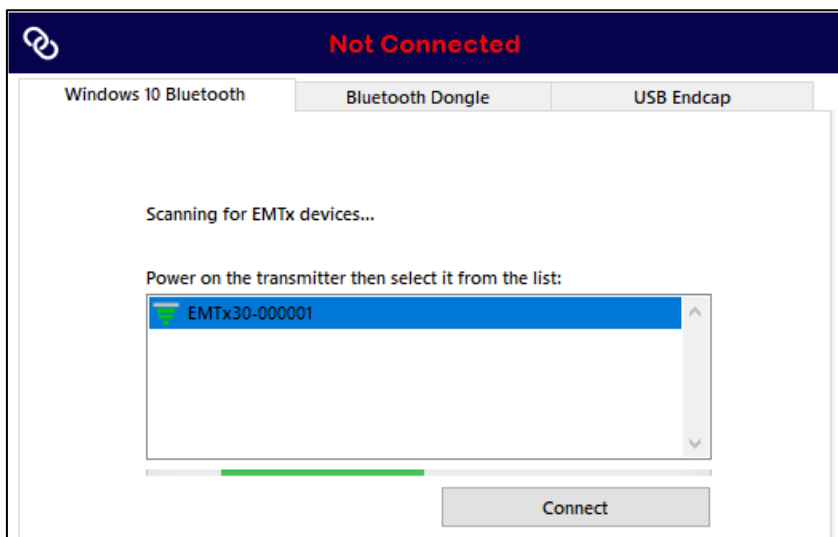 Not Connected
Windows 10 Bluetooth
Bluetooth Dongle
USB Endcap
Scanning for EMTx devices...
Power on the transmitter then select it from the list:
EMTx30-000001
Connect